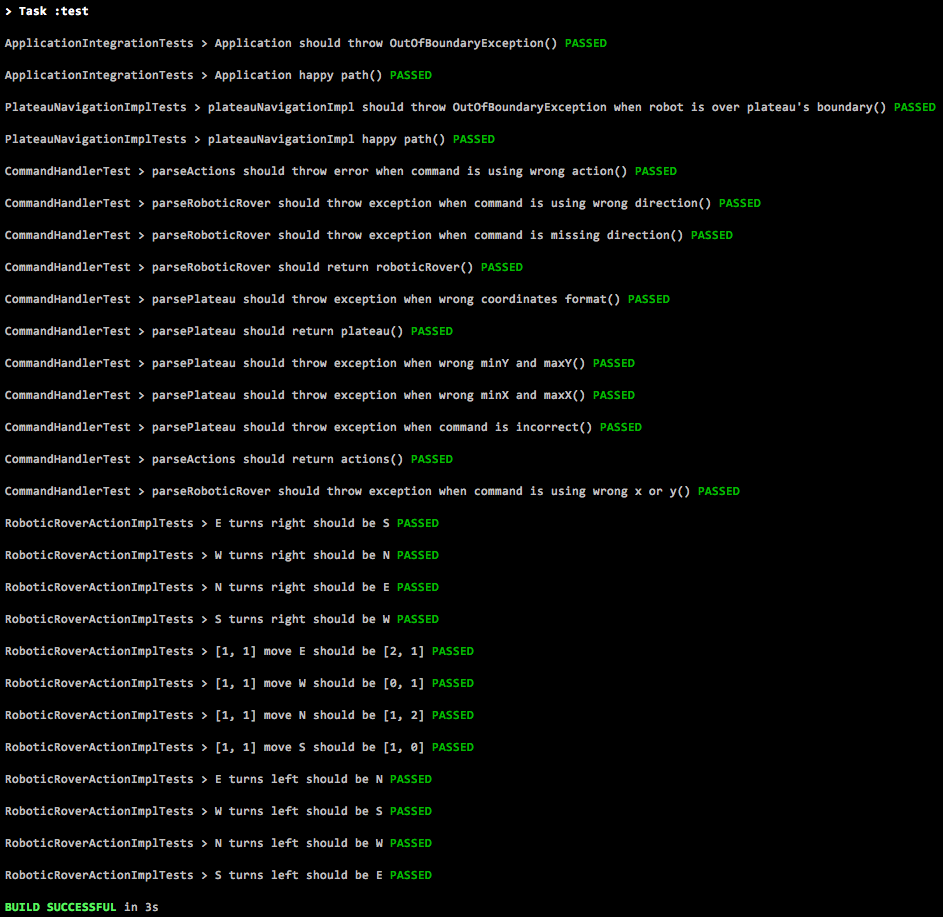 > Task :test
ApplicationIntegrationTests > Application should throw OutOfBoundaryException() PASSED
ApplicationIntegrationTests > Application happy path() PASSED
PlateauNavigationImplTests > plateauNavigationImpl should throw OutOfBoundaryException when robot is over plateau's boundary() PASSED
PlateauNavigationImplTests > plateauNavigationImpl happy path() PASSED
CommandHandlerTest > parseActions should throw error when command is using wrong action() PASSED
CommandHandlerTest > parseRoboticRover should throw exception when command is using wrong direction() PASSED
CommandHandlerTest > parseRoboticRover should throw exception when command is missing direction() PASSED
CommandHandlerTest > parseRoboticRover should return roboticRover() PASSED
CommandHandlerTest > parsePlateau should throw exception when wrong coordinates format() PASSED
CommandHandlerTest > parsePlateau should return plateau() PASSED
CommandHandlerTest > parsePlateau should throw exception when wrong minY and maxY() PASSED
CommandHandlerTest > parsePlateau should throw exception when wrong minX and maxX() PASSED
CommandHandlerTest > parsePlateau should throw exception when command is incorrect() PASSED
CommandHandlerTest > parseActions should return actions() PASSED
CommandHandlerTest > parseRoboticRover should throw exception when command is using wrong x or y() PASSED
RoboticRoverActionImplTests > E turns right should be S PASSED
RoboticRoverActionImplTests > W turns right should be N PASSED
RoboticRoverActionImplTests > N turns right should be E PASSED
RoboticRoverActionImplTests > S turns right should be W PASSED
RoboticRoverActionImplTests > [1, 1] move E should be [2, 1] PASSED
RoboticRoverActionImplTests > [1, 1] move W should be [0, 1] PASSED
RoboticRoverActionImplTests > [1, 1] move N should be [1, 2] PASSED
RoboticRoverActionImplTests > [1, 1] move S should be [1, 0] PASSED
RoboticRoverActionImplTests > E turns left should be N PASSED
RoboticRoverActionImplTests > W turns left should be S PASSED
RoboticRoverActionImplTests > N turns left should be W PASSED
RoboticRoverActionImplTests > S turns left should be E PASSED
BUILD SUCCESSFUL in 3s